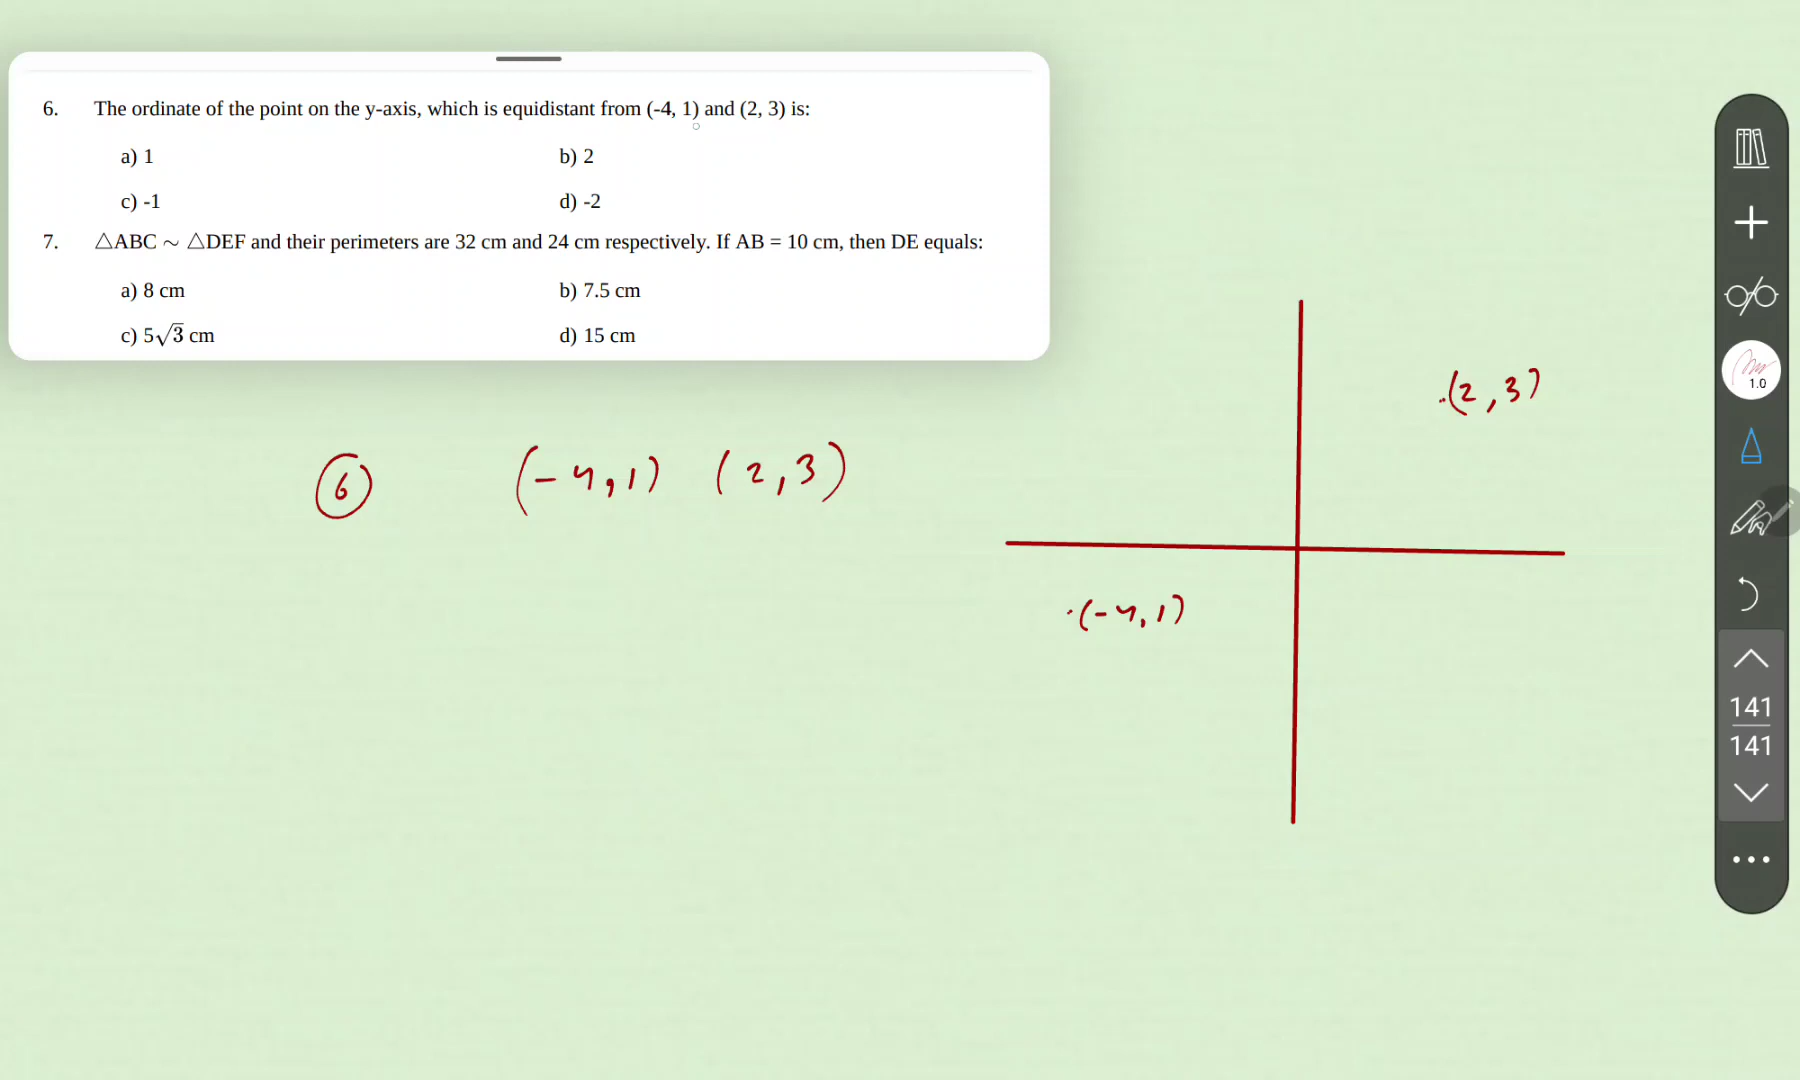 6. The ordinate of the point on the y-axis, which is equidistant from (-4, 1) and (2, 3) is:
a) 1 b) 2
c) -1 d) -2
7. △ABC ~ △DEF and their perimeters are 32 cm and 24 cm respectively. If AB = 10 cm, then DE equals:
a) 8 cm b) 7.5 cm
c) 5√3 cm d) 15 cm
1.0
.(2, 3)
6 (-4, 1) (2, 3)
.(-4, 1)
141
141